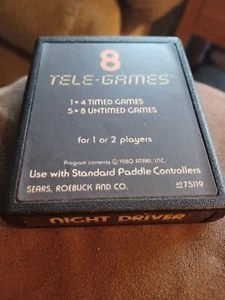 8
TELE-GAMES
1-4 TIMED GAMES
5-8 UNTIMED GAMES
for 1 or 2 players
Program contents © 1980 ATARI, INC.
Use with Standard Paddle Controllers
SEARS, ROEBUCK AND CO. 49 75119
NIGHT DRIVER